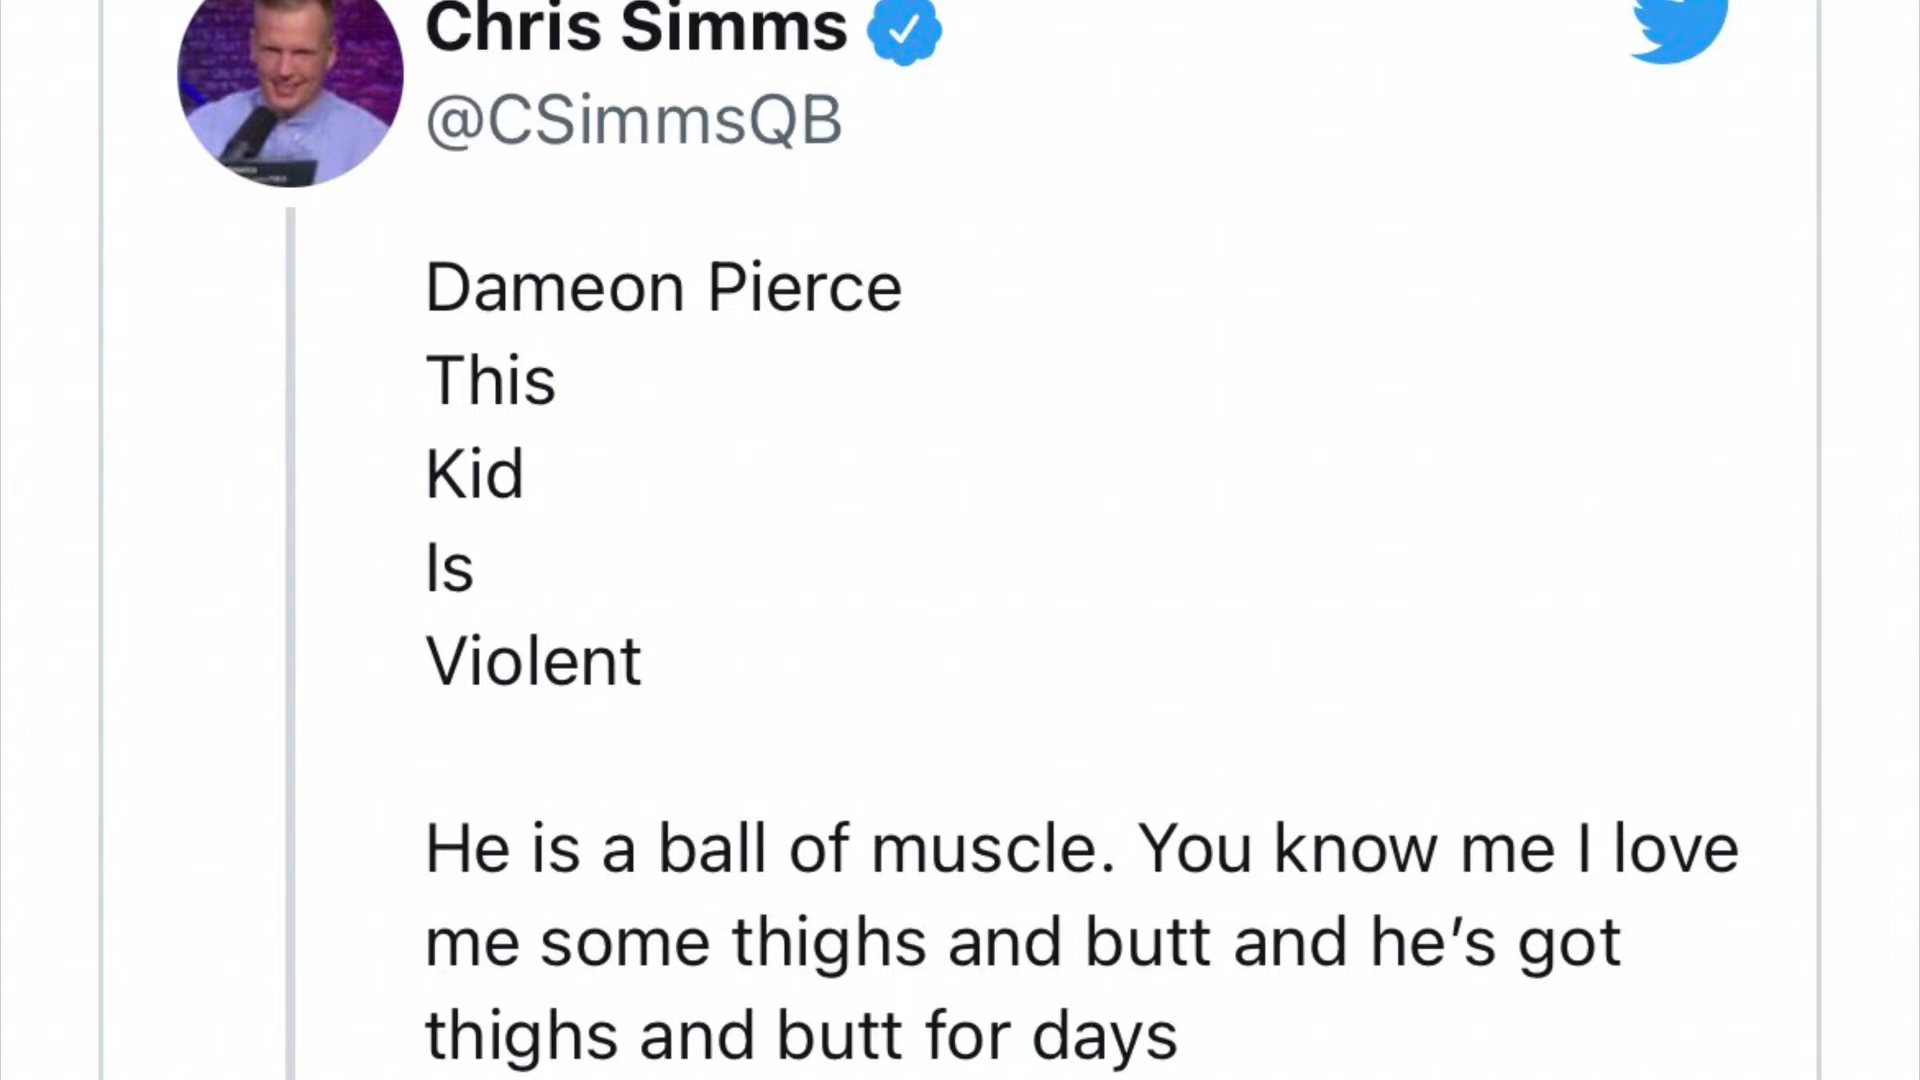 Chris Simms
@CSimmsQB
Dameon Pierce
This
Kid
Is
Violent
He is a ball of muscle. You know me I love
me some thighs and butt and he’s got
thighs and butt for days